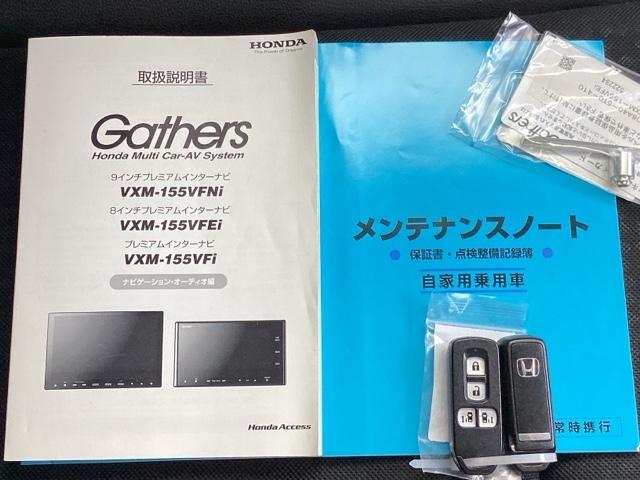 HONDA
The Power of Dreams
取扱説明書
Gathers
Honda Multi Car-AV System
9インチプレミアムインターナビ
VXM-155VFNi
8インチプレミアムインターナビ
VXM-155VFEi
プレミアムインターナビ
VXM-155VFi
ナビゲーション・オーディオ編
Honda Access
メンテナンスノート
保証書・点検整備記録簿
自家用乗用車
常時携行